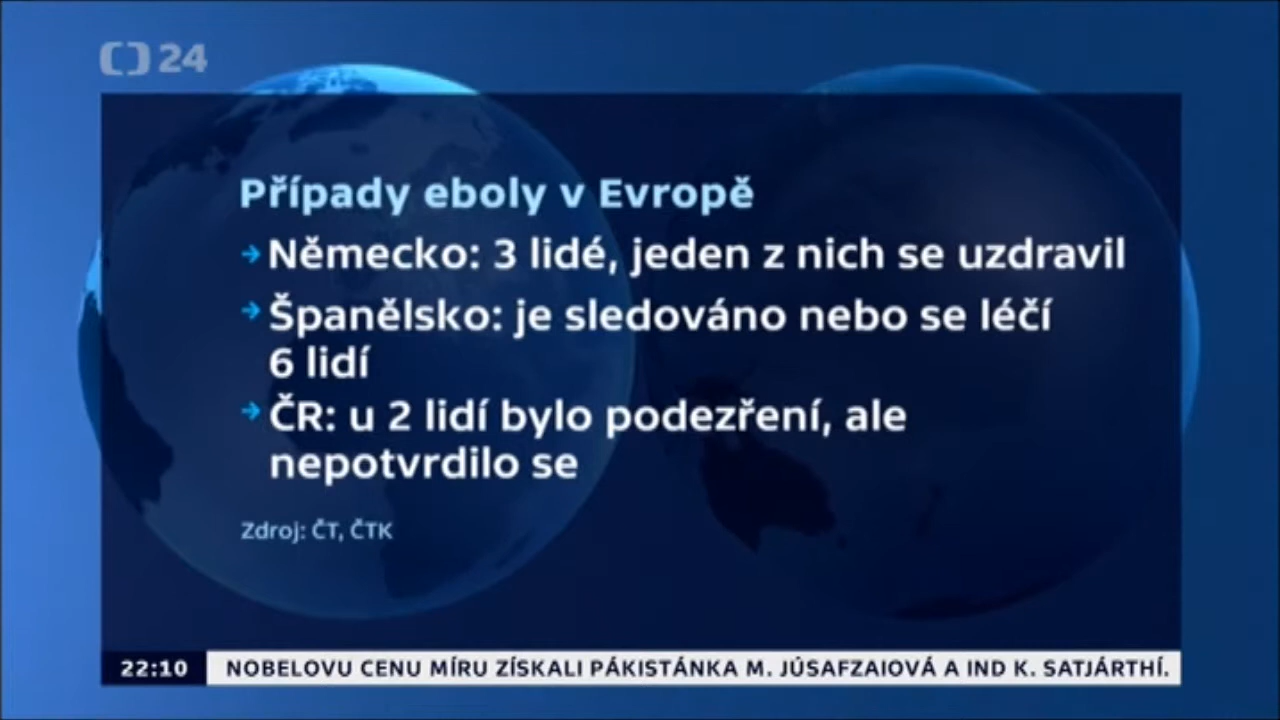 24
Případy eboly v Evropě
Německo: 3 lidé, jeden z nich se uzdravil
Španělsko: je sledováno nebo se léčí
6 lidí
ČR: u 2 lidí bylo podezření, ale
nepotvrdilo se
Zdroj: ČT, ČTK
22:10 NOBELOVU CENU MÍRU ZÍSKALI PÁKISTÁNKA M. JÚSAFZAIOVÁ A IND K. SATJÁRTHÍ.